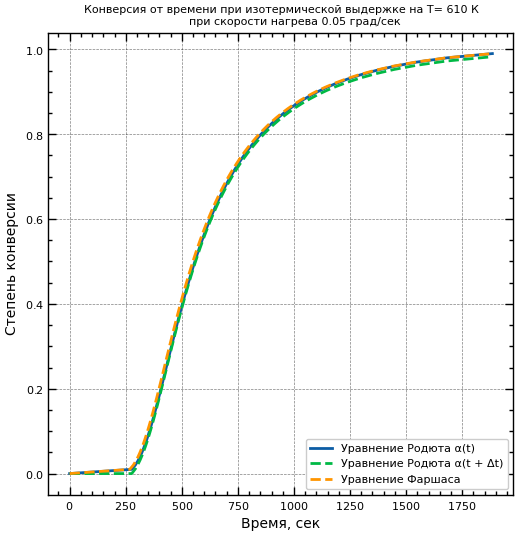 Конверсия от времени при изотермической выдержке на T= 610 K
при скорости нагрева 0.05 град/сек
Степень конверсии
1.0
0.8
0.6
0.4
0.2
0.0
Уравнение Родюта α(t)
Уравнение Родюта α(t + Δt)
Уравнение Фаршаса
0
250
500
750
1000
1250
1500
1750
Время, сек